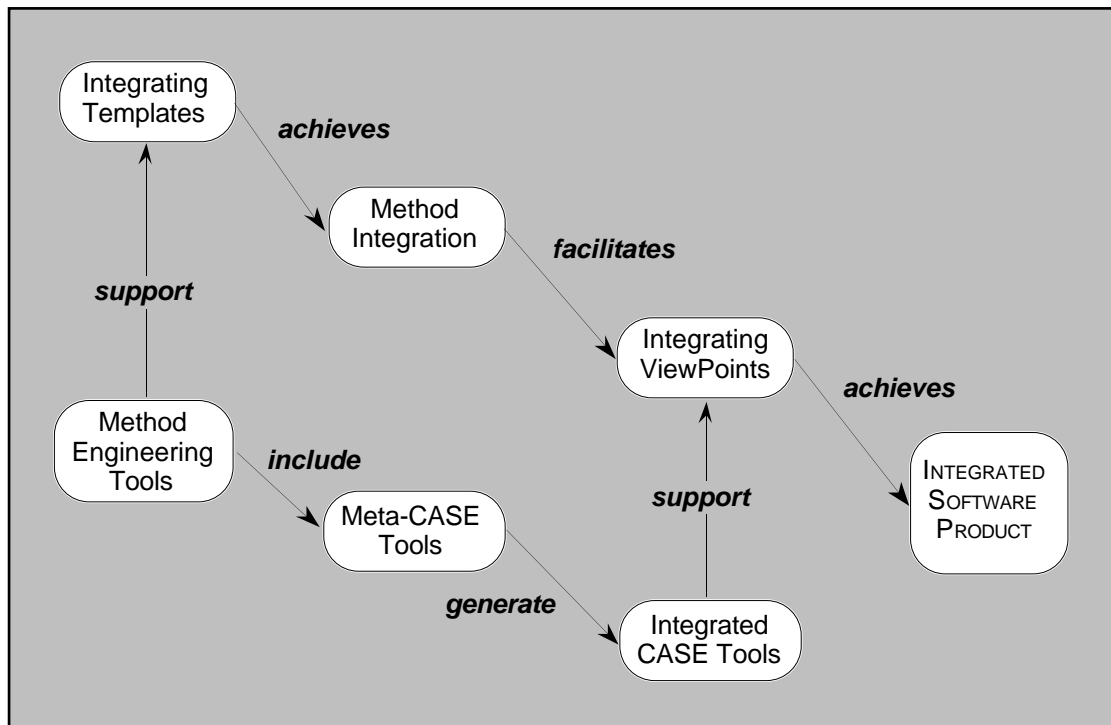 Integrating
Templates
achieves
Method
Integration
facilitates
support
Integrating
ViewPoints
achieves
Method
Engineering
Tools
include
INTEGRATED
SOFTWARE
PRODUCT
support
Meta-CASE
Tools
generate
Integrated
CASE Tools